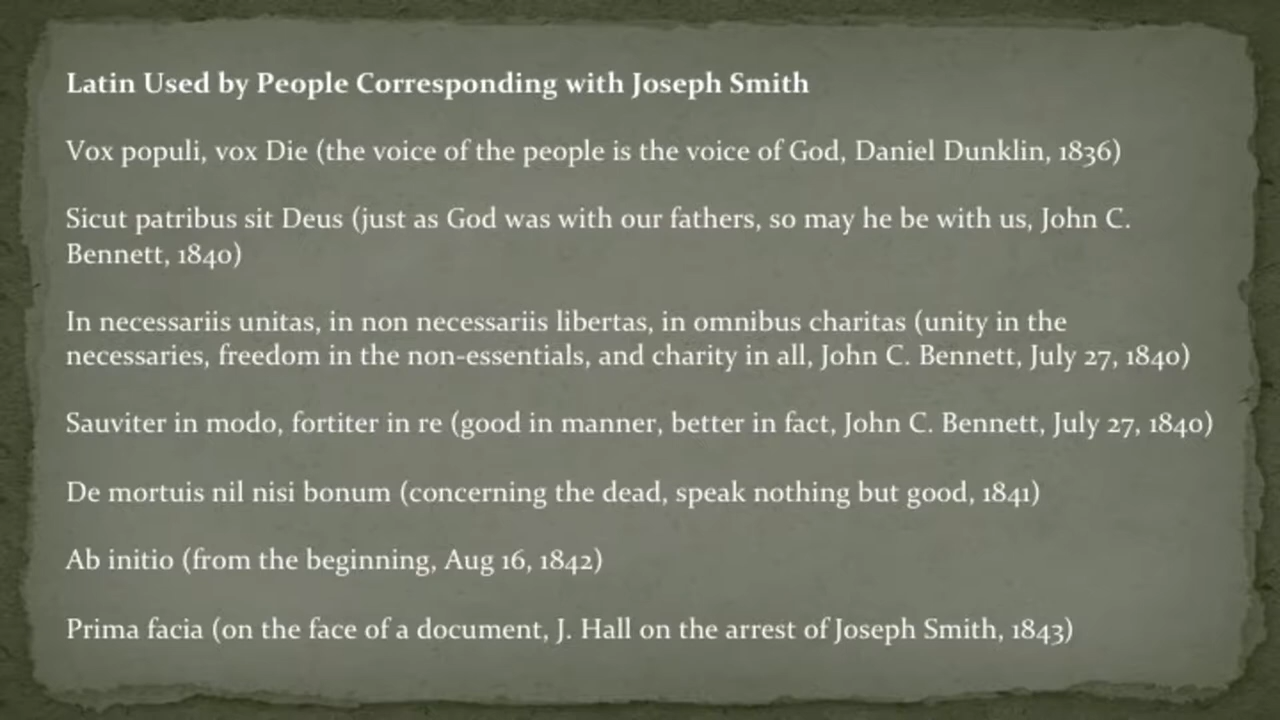 Latin Used by People Corresponding with Joseph Smith
Vox populi, vox Die (the voice of the people is the voice of God, Daniel Dunklin, 1836)
Sicut patribus sit Deus (just as God was with our fathers, so may he be with us, John C.
Bennett, 1840)
In necessariis unitas, in non necessariis libertas, in omnibus charitas (unity in the
necessaries, freedom in the non-essentials, and charity in all, John C. Bennett, July 27, 1840)
Sauviter in modo, fortiter in re (good in manner, better in fact, John C. Bennett, July 27, 1840)
De mortuis nil nisi bonum (concerning the dead, speak nothing but good, 1841)
Ab initio (from the beginning, Aug 16, 1842)
Prima facia (on the face of a document, J. Hall on the arrest of Joseph Smith, 1843)